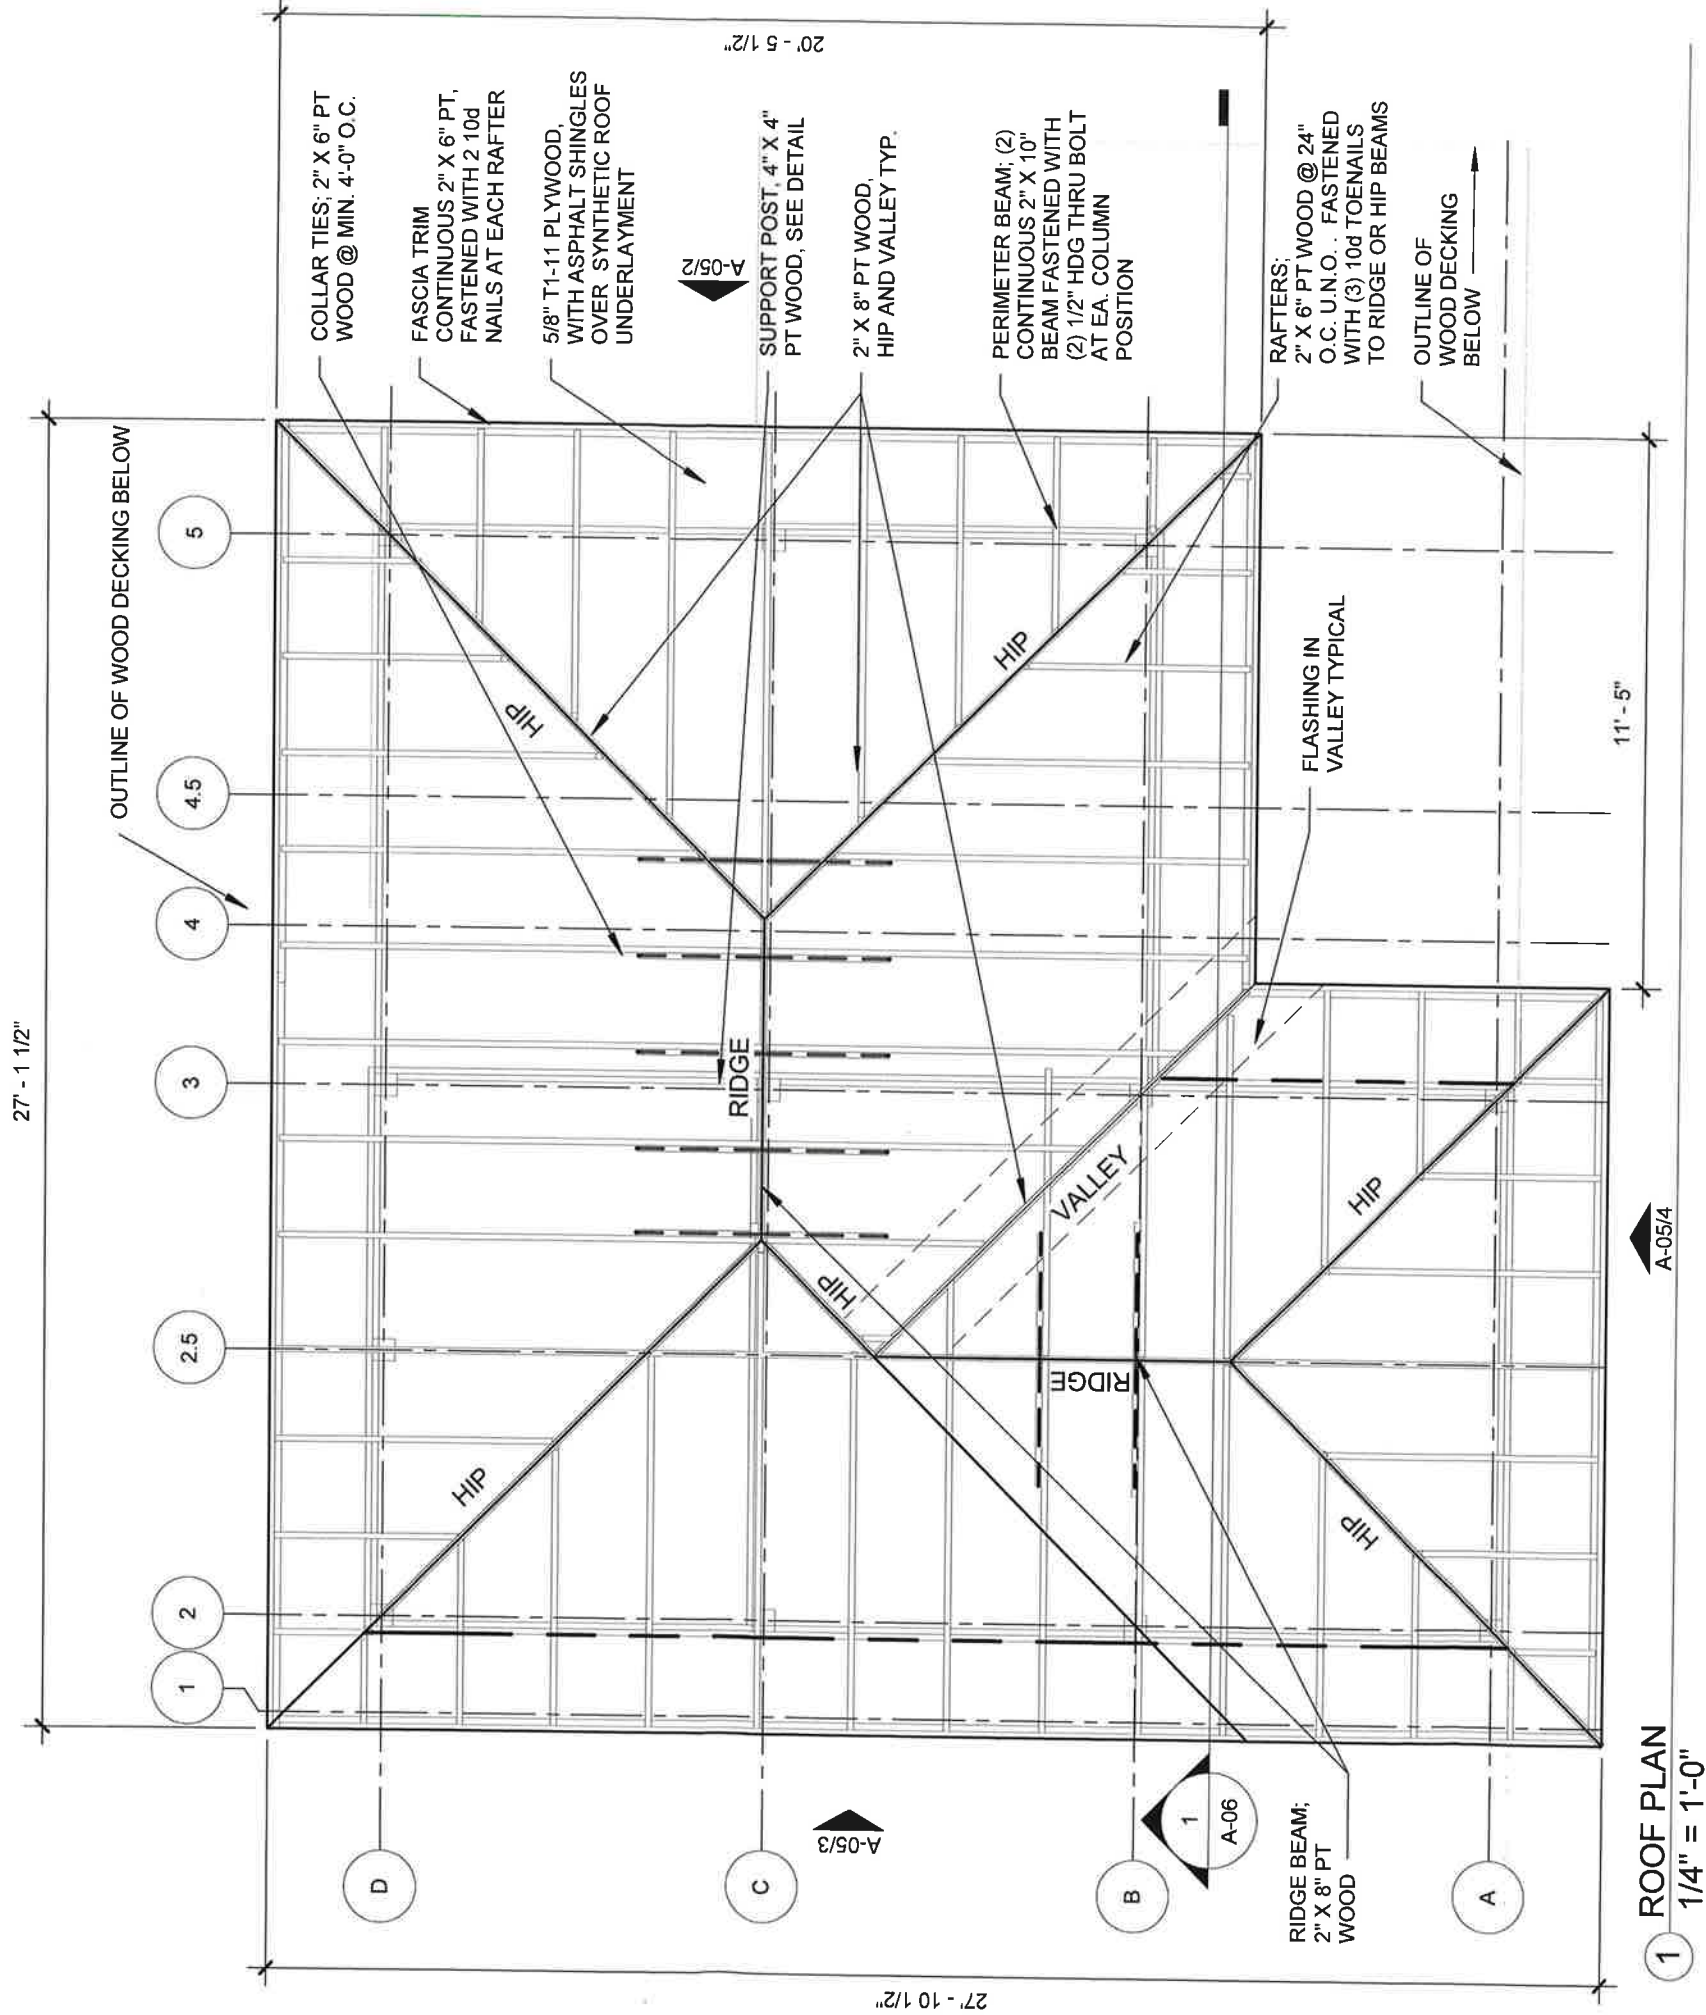 27' - 1 1/2"
OUTLINE OF WOOD DECKING BELOW
1
2
2.5
3
4
4.5
5
D
C
B
A
27' - 10 1/2"
20' - 5 1/2"
11' - 5"
COLLAR TIES; 2" X 6" PT
WOOD @ MIN. 4'-0" O.C.
FASCIA TRIM
CONTINUOUS 2" X 6" PT,
FASTENED WITH 2 10d
NAILS AT EACH RAFTER
5/8" T1-11 PLYWOOD,
WITH ASPHALT SHINGLES
OVER SYNTHETIC ROOF
UNDERLAYMENT
A-05/2
SUPPORT POST, 4" X 4"
PT WOOD, SEE DETAIL
2" X 8" PT WOOD,
HIP AND VALLEY TYP.
PERIMETER BEAM; (2)
CONTINUOUS 2" X 10"
BEAM FASTENED WITH
(2) 1/2" HDG THRU BOLT
AT EA. COLUMN
POSITION
RAFTERS;
2" X 6" PT WOOD @ 24"
O.C. U.N.O. . FASTENED
WITH (3) 10d TOENAILS
TO RIDGE OR HIP BEAMS
OUTLINE OF
WOOD DECKING
BELOW
HIP
HIP
RIDGE
HIP
HIP
VALLEY
RIDGE
HIP
HIP
FLASHING IN
VALLEY TYPICAL
A-05/3
A-05/4
1
A-06
RIDGE BEAM;
2" X 8" PT
WOOD
1
ROOF PLAN
1/4" = 1'-0"